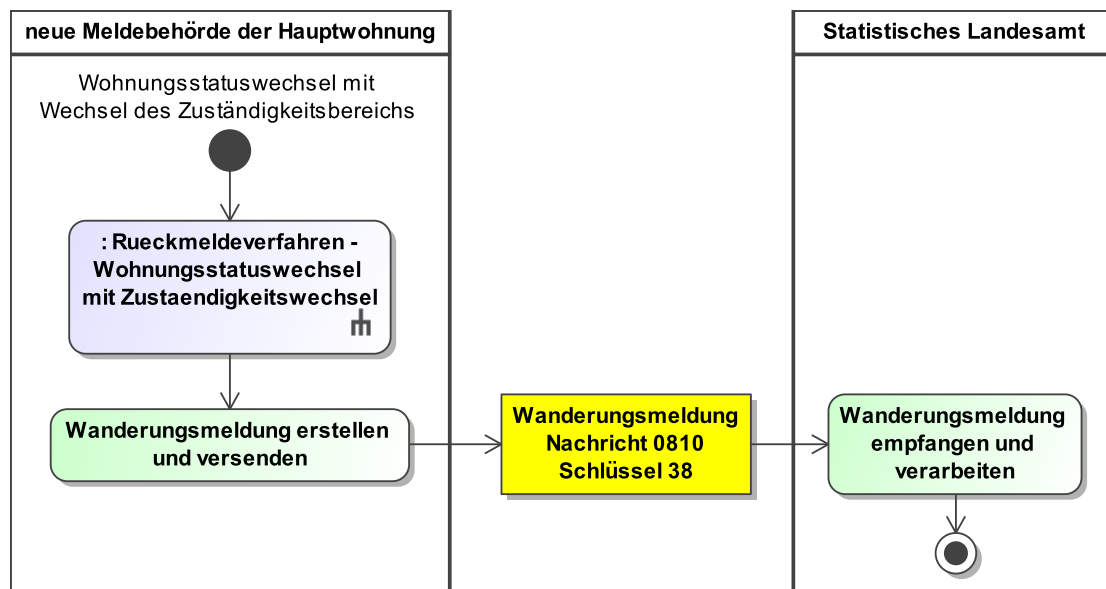 neue Meldebehörde der Hauptwohnung
Statistisches Landesamt
Wohnungsstatuswechsel mit
Wechsel des Zuständigkeitsbereichs
: Rueckmeldeverfahren -
Wohnungsstatuswechsel
mit Zustaendigkeitswechsel
Wanderungsmeldung erstellen
und versenden
Wanderungsmeldung
Nachricht 0810
Schlüssel 38
Wanderungsmeldung
empfangen und
verarbeiten